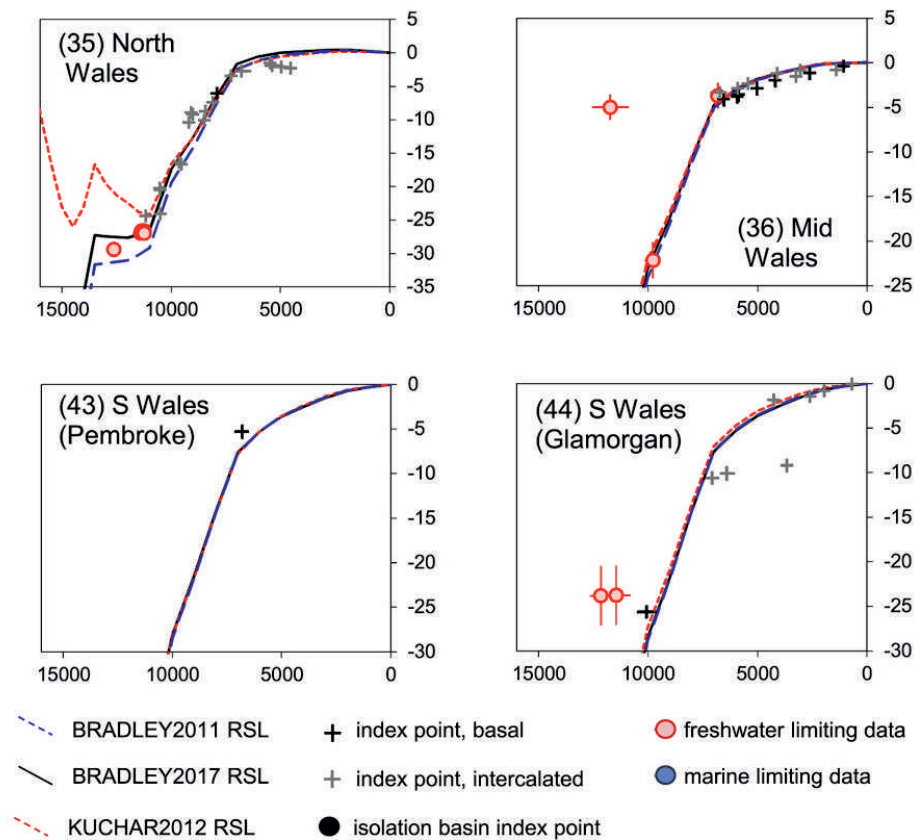 (35) North
Wales
5
0
-5
-10
-15
-20
-25
-30
-35
15000 10000 5000 0
(36) Mid
Wales
5
0
-5
-10
-15
-20
-25
15000 10000 5000 0
(43) S Wales
(Pembroke)
0
-5
-10
-15
-20
-25
-30
15000 10000 5000 0
(44) S Wales
(Glamorgan)
0
-5
-10
-15
-20
-25
-30
15000 10000 5000 0
BRADLEY2011 RSL
index point, basal
freshwater limiting data
BRADLEY2017 RSL
index point, intercalated
marine limiting data
KUCHAR2012 RSL
isolation basin index point